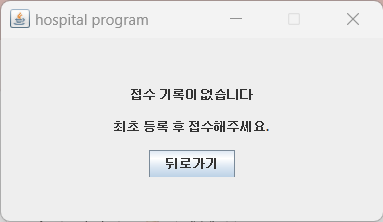 hospital program
접수 기록이 없습니다
최초 등록 후 접수해주세요.
뒤로가기